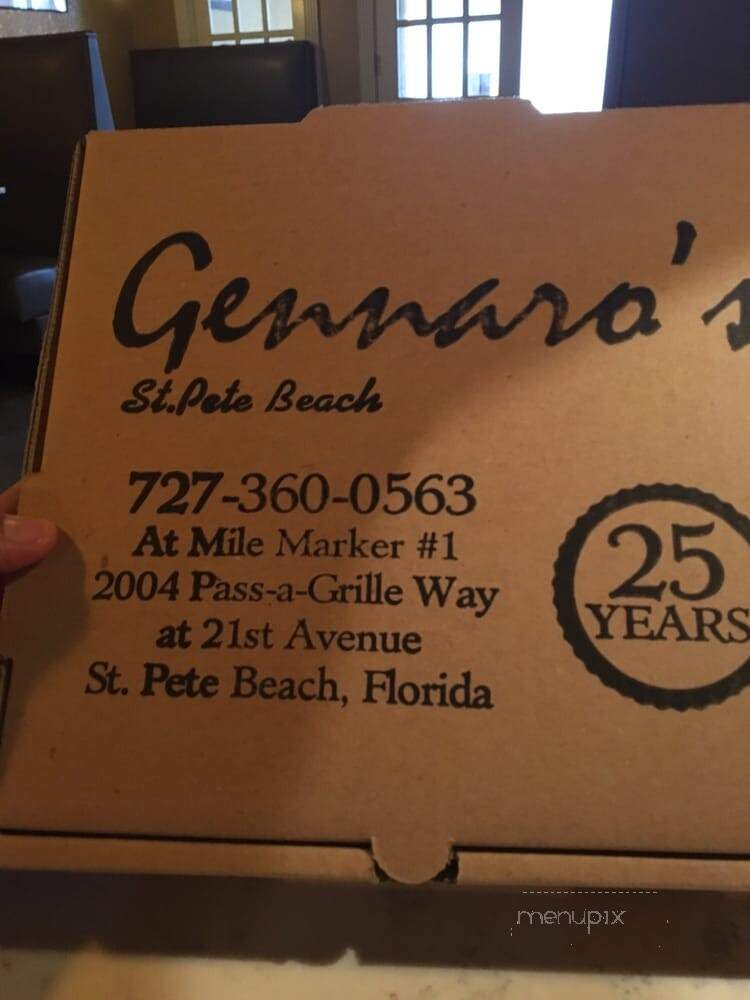 Gennaro's
St.Pete Beach
727-360-0563
At Mile Marker #1
2004 Pass-a-Grille Way
at 21st Avenue
St. Pete Beach, Florida
25
YEARS
menupix